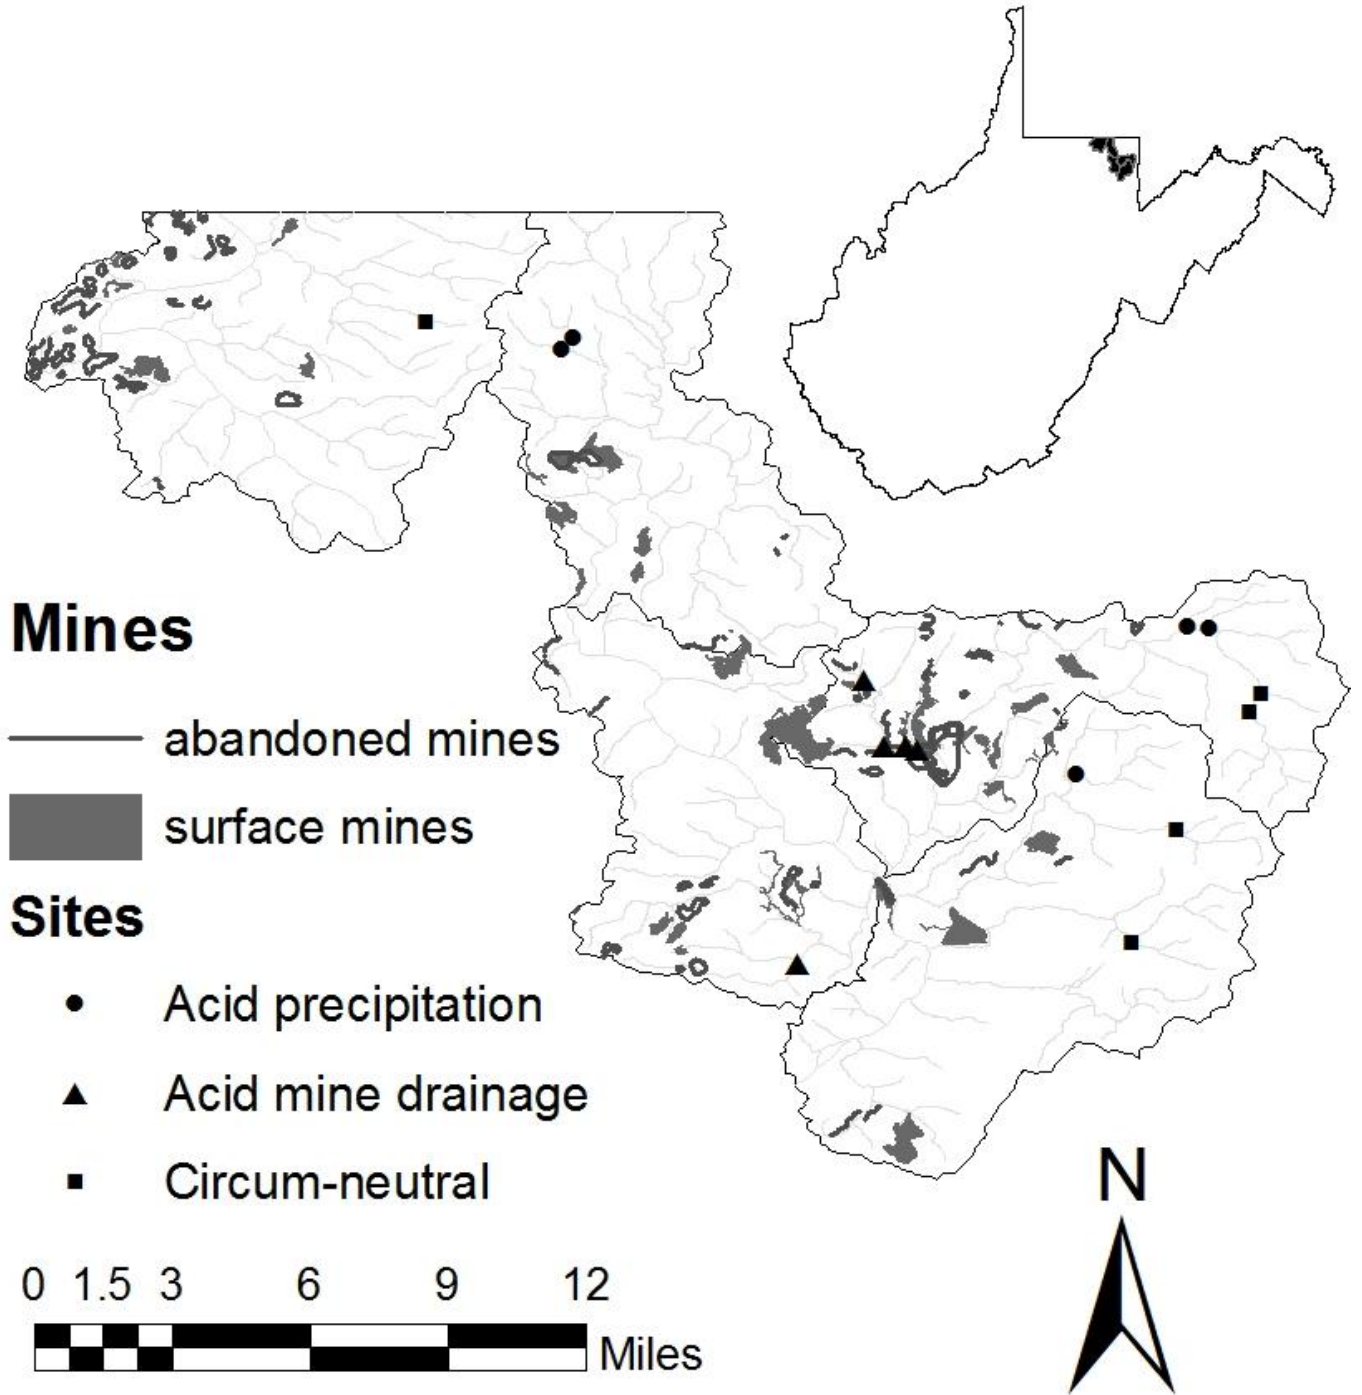 Mines
abandoned mines
surface mines
Sites
Acid precipitation
Acid mine drainage
Circum-neutral
N
0 1.5 3 6 9 12
Miles